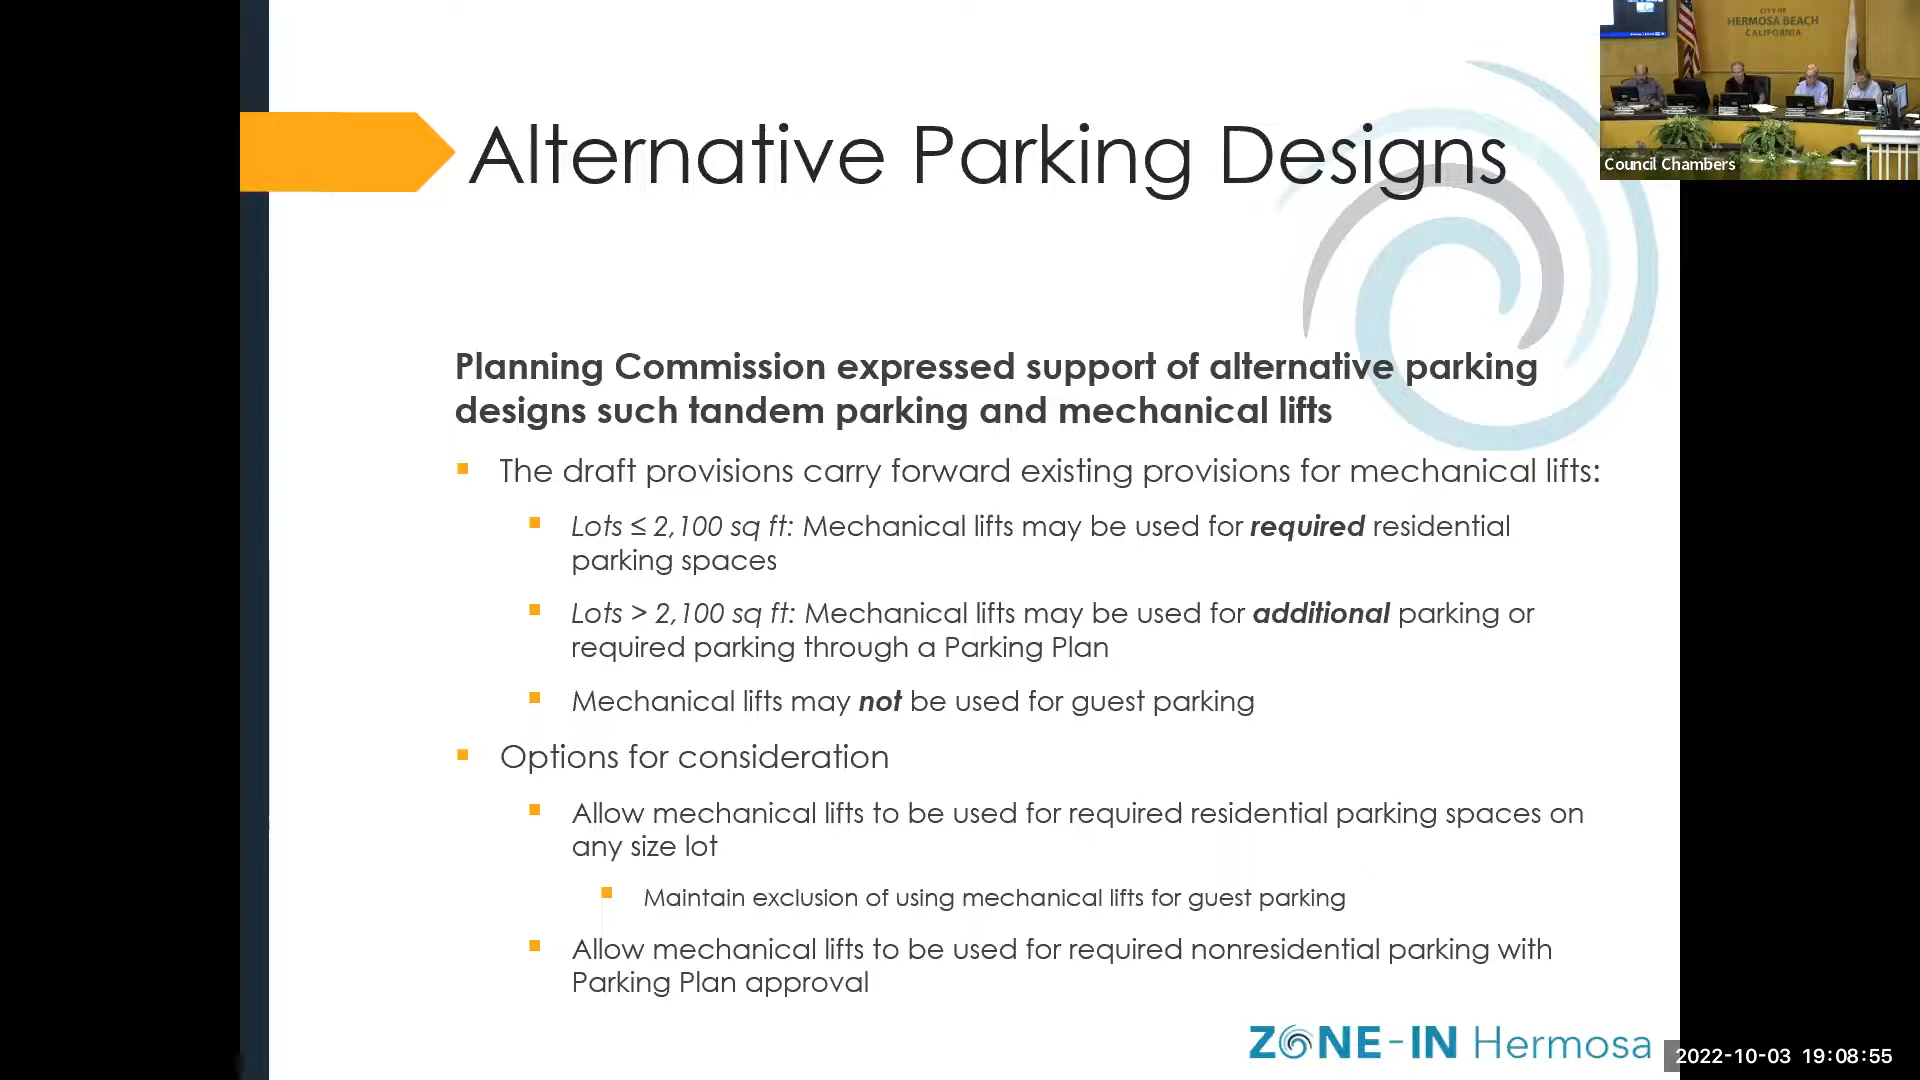 CITY OF
HERMOSA BEACH
CALIFORNIA
Council Chambers
Alternative Parking Designs
Planning Commission expressed support of alternative parking
designs such tandem parking and mechanical lifts
The draft provisions carry forward existing provisions for mechanical lifts:
Lots ≤ 2,100 sq ft: Mechanical lifts may be used for required residential
parking spaces
Lots > 2,100 sq ft: Mechanical lifts may be used for additional parking or
required parking through a Parking Plan
Mechanical lifts may not be used for guest parking
Options for consideration
Allow mechanical lifts to be used for required residential parking spaces on
any size lot
Maintain exclusion of using mechanical lifts for guest parking
Allow mechanical lifts to be used for required nonresidential parking with
Parking Plan approval
ZONE-IN Hermosa
2022-10-03 19:08:55